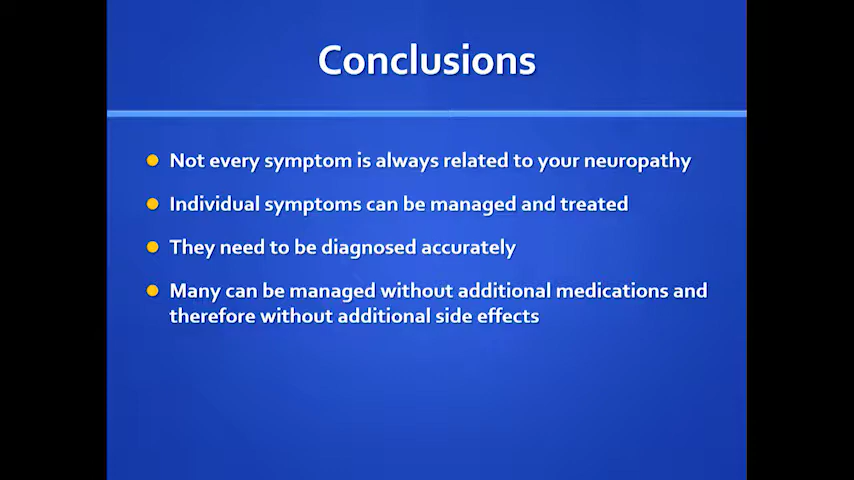 Conclusions
Not every symptom is always related to your neuropathy
Individual symptoms can be managed and treated
They need to be diagnosed accurately
Many can be managed without additional medications and
therefore without additional side effects